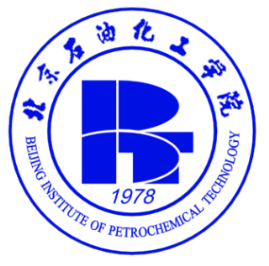 北京石油化工学院
1978
BEIJING INSTITUTE OF PETROCHEMICAL TECHNOLOGY